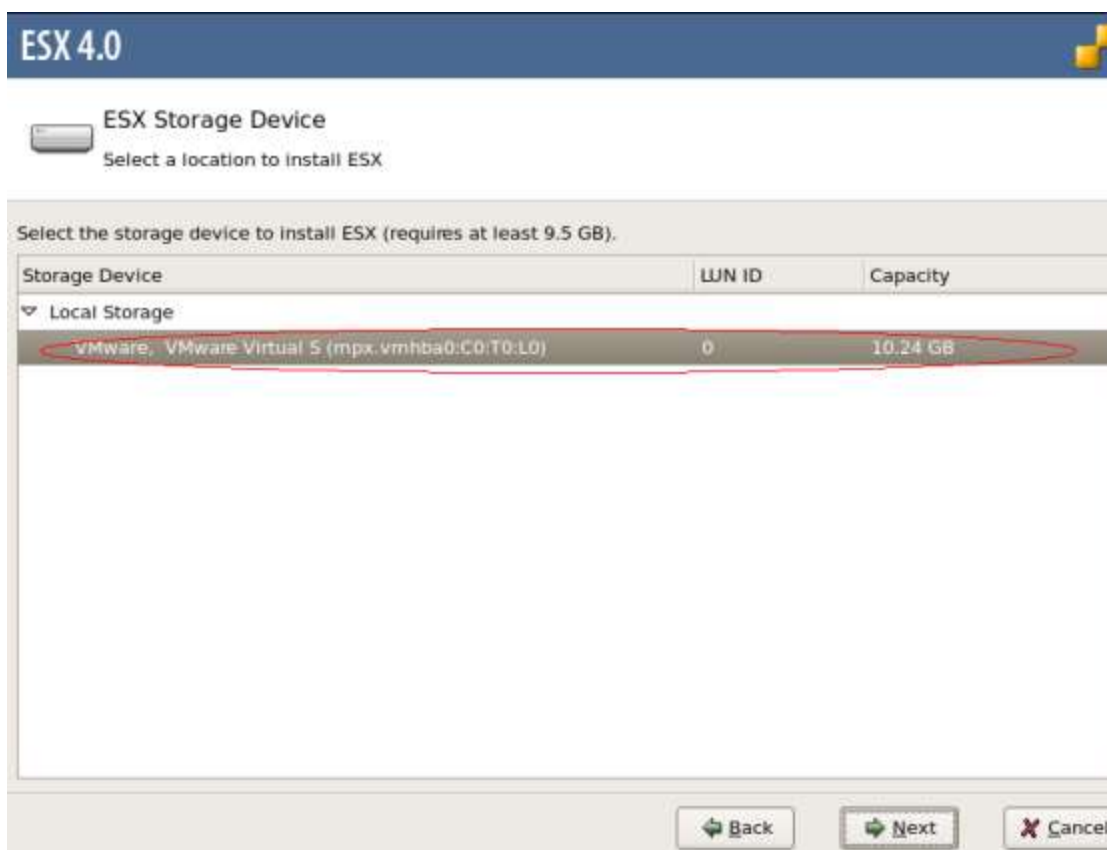 ESX 4.0
ESX Storage Device
Select a location to install ESX
Select the storage device to install ESX (requires at least 9.5 GB).
Storage Device LUN ID Capacity
Local Storage
VMware, VMware Virtual S (mpx.vmhba0:C0:T0:L0) 0 10.24 GB
Back Next Cancel